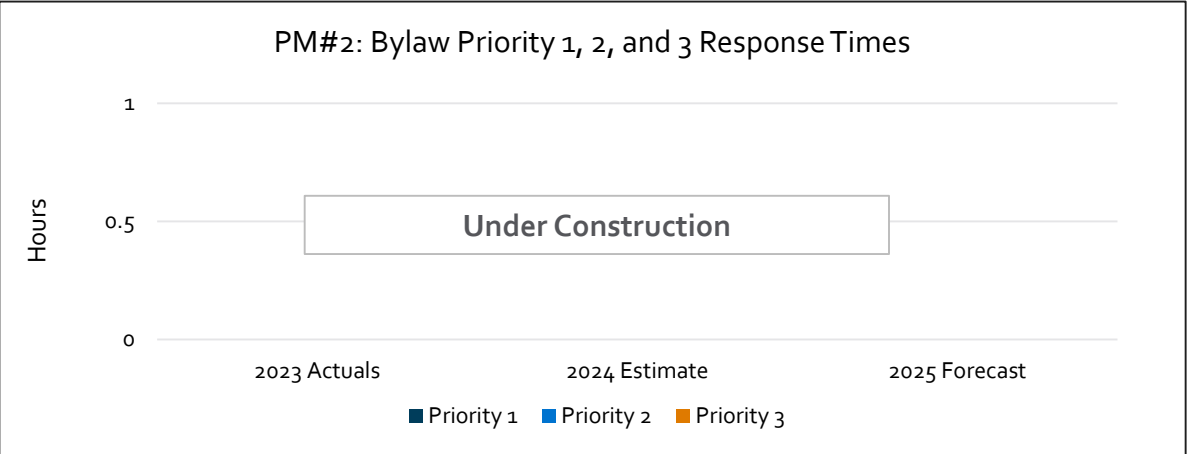 PM#2: Bylaw Priority 1, 2, and 3 Response Times
1
Hours
0.5
Under Construction
0
2023 Actuals 2024 Estimate 2025 Forecast
Priority 1 Priority 2 Priority 3